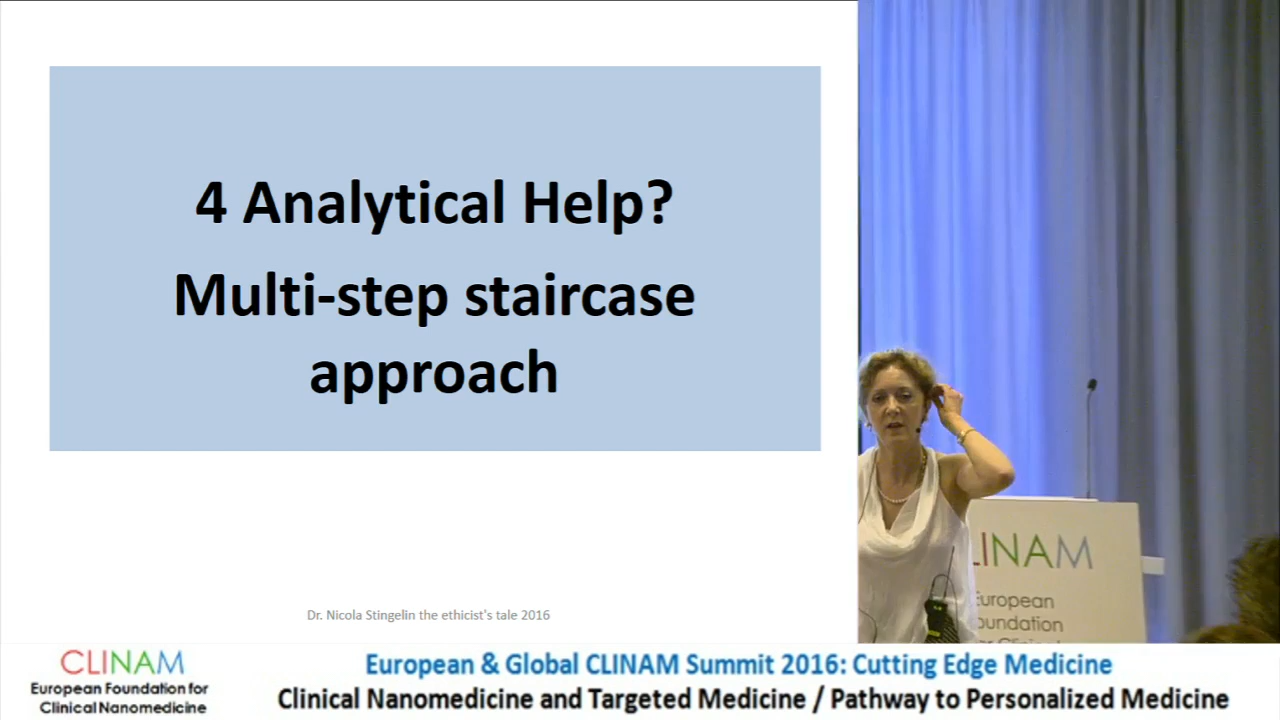 4 Analytical Help?
Multi-step staircase
approach
Dr. Nicola Stingelin the ethicist's tale 2016
LINAM
European
oundation
r Clinical
CLINAM
European Foundation for
Clinical Nanomedicine
European & Global CLINAM Summit 2016: Cutting Edge Medicine
Clinical Nanomedicine and Targeted Medicine / Pathway to Personalized Medicine